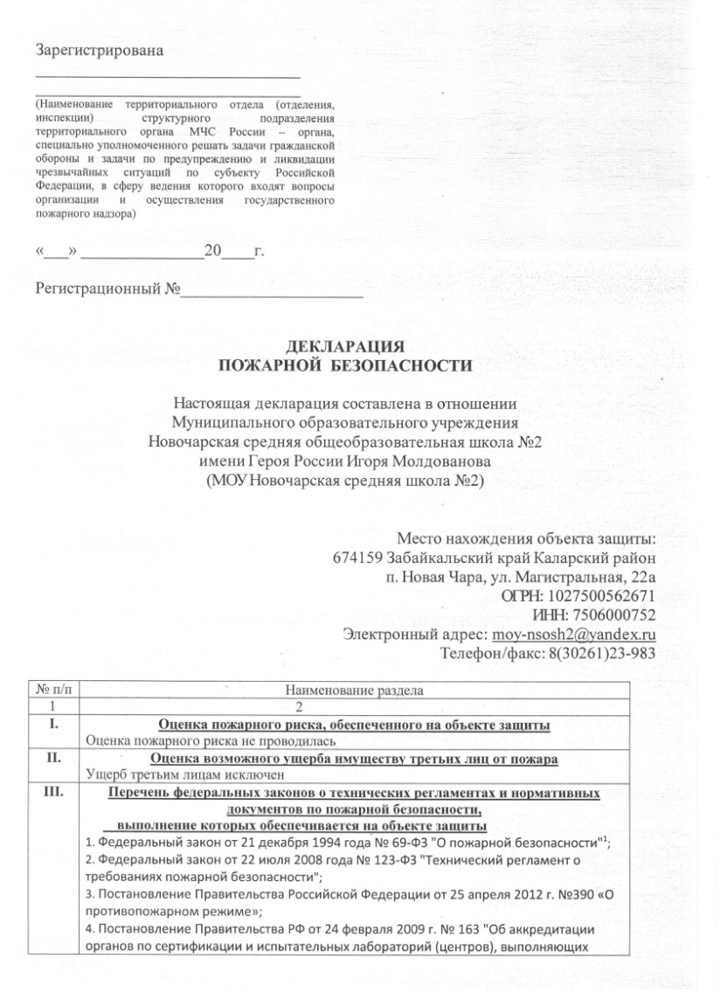 Зарегистрирована
________________________________
________________________________
(Наименование территориального отдела (отделения,
инспекции) структурного подразделения
территориального органа МЧС России – органа,
специально уполномоченного решать задачи гражданской
обороны и задачи по предупреждению и ликвидации
чрезвычайных ситуаций по субъекту Российской
Федерации, в сферу ведения которого входят вопросы
организации и осуществления государственного
пожарного надзора)
«___» _______________20____г.
Регистрационный №______________________
ДЕКЛАРАЦИЯ
ПОЖАРНОЙ БЕЗОПАСНОСТИ
Настоящая декларация составлена в отношении
Муниципального образовательного учреждения
Новочарская средняя общеобразовательная школа №2
имени Героя России Игоря Молдованова
(МОУ Новочарская средняя школа №2)
Место нахождения объекта защиты:
674159 Забайкальский край Каларский район
п. Новая Чара, ул. Магистральная, 22а
ОГРН: 1027500562671
ИНН: 7506000752
Электронный адрес: moy-nsosh2@yandex.ru
Телефон/факс: 8(30261)23-983
№ п/п Наименование раздела
1 2
I. Оценка пожарного риска, обеспеченного на объекте защиты
Оценка пожарного риска не проводилась
II. Оценка возможного ущерба имуществу третьих лиц от пожара
Ущерб третьим лицам исключен
III. Перечень федеральных законов о технических регламентах и нормативных
документов по пожарной безопасности,
выполнение которых обеспечивается на объекте защиты
1. Федеральный закон от 21 декабря 1994 года № 69-ФЗ "О пожарной безопасности"¹;
2. Федеральный закон от 22 июля 2008 года № 123-ФЗ "Технический регламент о
требованиях пожарной безопасности";
3. Постановление Правительства Российской Федерации от 25 апреля 2012 г. №390 «О
противопожарном режиме»;
4. Постановление Правительства РФ от 24 февраля 2009 г. № 163 "Об аккредитации
органов по сертификации и испытательных лабораторий (центров), выполняющих